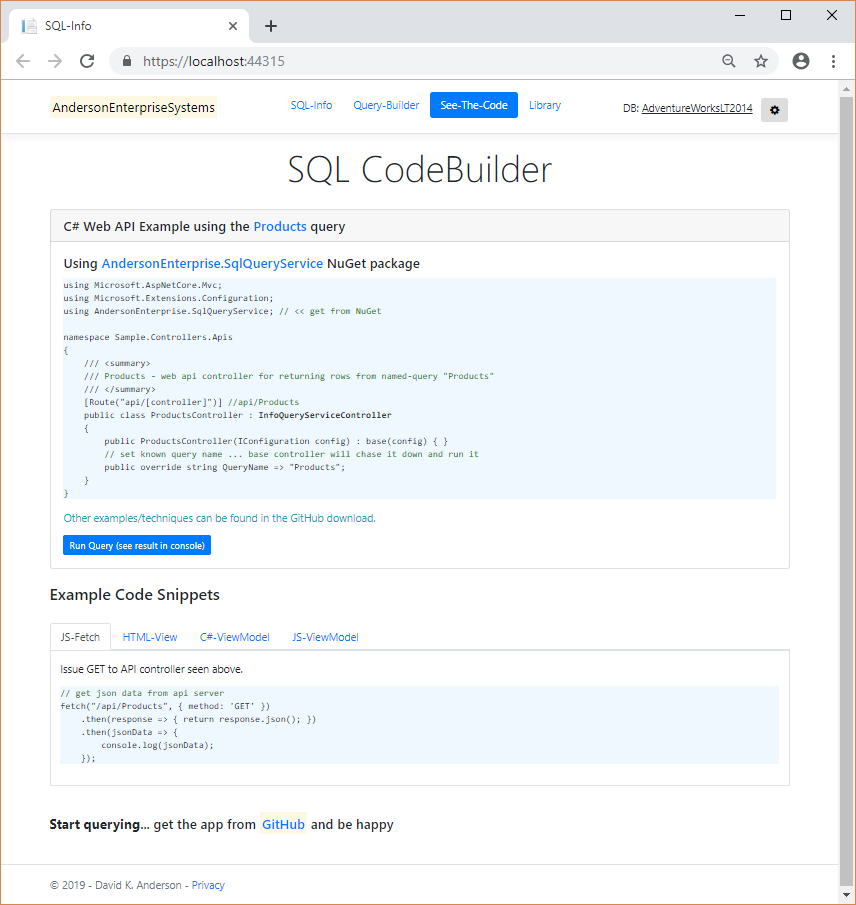 SQL-Info
https://localhost:44315
AndersonEnterpriseSystems
SQL-Info Query-Builder See-The-Code Library
DB: AdventureWorksLT2014
SQL CodeBuilder
C# Web API Example using the Products query
Using AndersonEnterprise.SqlQueryService NuGet package
using Microsoft.AspNetCore.Mvc;
using Microsoft.Extensions.Configuration;
using AndersonEnterprise.SqlQueryService; // << get from NuGet
namespace Sample.Controllers.Apis
{
    /// <summary>
    /// Products - web api controller for returning rows from named-query "Products"
    /// </summary>
    [Route("api/[controller]")] //api/Products
    public class ProductsController : InfoQueryServiceController
    {
        public ProductsController(IConfiguration config) : base(config) { }
        // set known query name ... base controller will chase it down and run it
        public override string QueryName => "Products";
    }
}
Other examples/techniques can be found in the GitHub download.
Run Query (see result in console)
Example Code Snippets
JS-Fetch HTML-View C#-ViewModel JS-ViewModel
Issue GET to API controller seen above.
// get json data from api server
fetch("/api/Products", { method: 'GET' })
    .then(response => { return response.json(); })
    .then(jsonData => {
        console.log(jsonData);
    });
Start querying... get the app from GitHub and be happy
© 2019 - David K. Anderson - Privacy